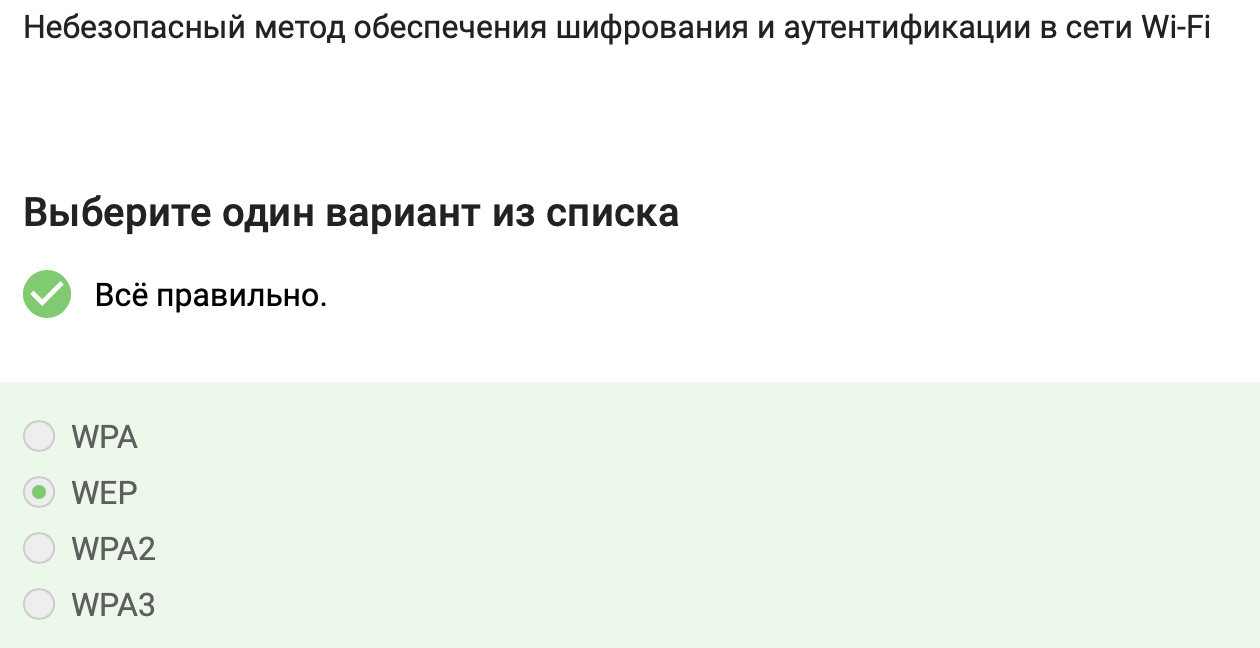 Небезопасный метод обеспечения шифрования и аутентификации в сети Wi-Fi
Выберите один вариант из списка
Всё правильно.
WPA
WEP
WPA2
WPA3